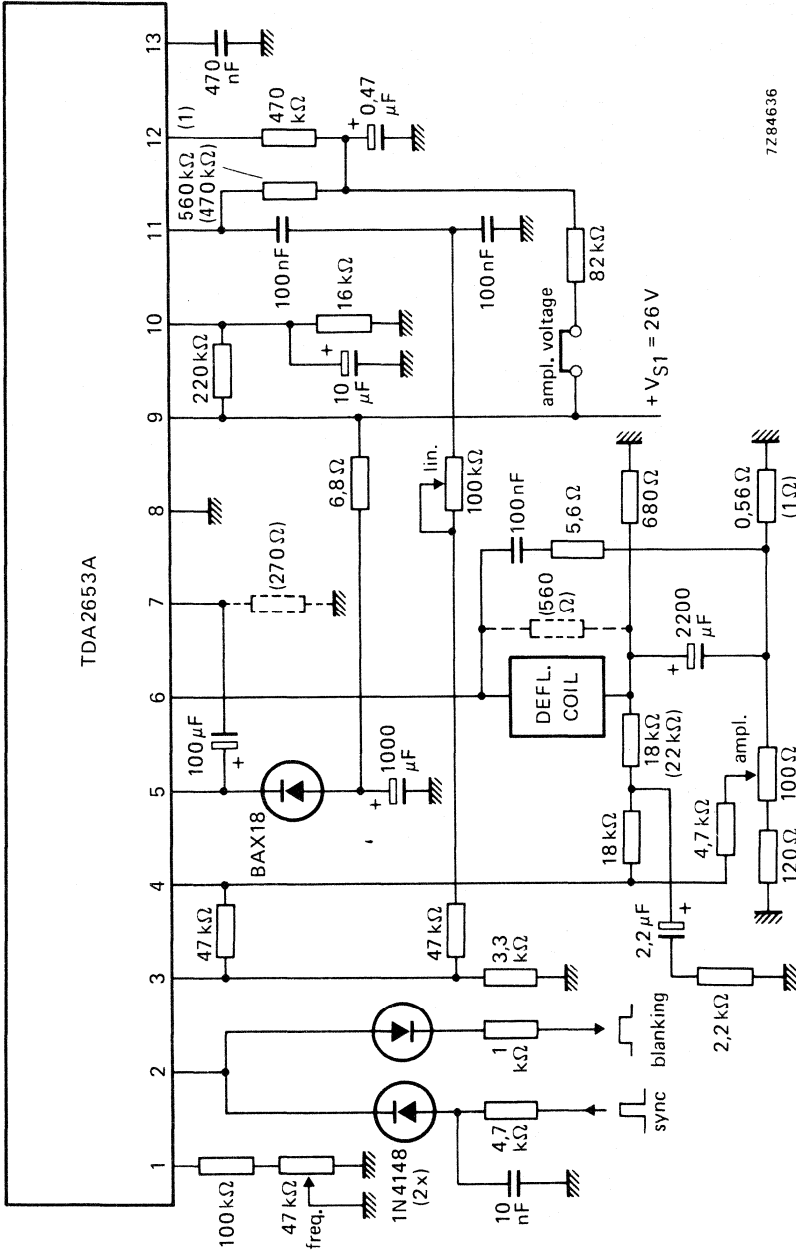 TDA2653A
1
2
3
4
5
6
7
8
9
10
11
12
13
100 kΩ
47 kΩ
freq.
1N4148
(2x)
10
nF
4,7
kΩ
sync
1
kΩ
blanking
47 kΩ
47 kΩ
3,3
kΩ
2,2 kΩ
2,2 µF
+
18 kΩ
18 kΩ
(22 kΩ)
4,7 kΩ
120 Ω
100 Ω
ampl.
BAX18
100 µF
+
+
1000
µF
DEFL.
COIL
(560
Ω)
+
2200
µF
(270 Ω)
100 nF
5,6 Ω
680 Ω
0,56 Ω
(1 Ω)
6,8 Ω
lin.
100 kΩ
220 kΩ
+
10
µF
16 kΩ
100 nF
100 nF
560 kΩ
(470 kΩ)
(1)
470
kΩ
+
0,47
µF
470
nF
82 kΩ
ampl. voltage
+ VS1 = 26 V
7Z84636